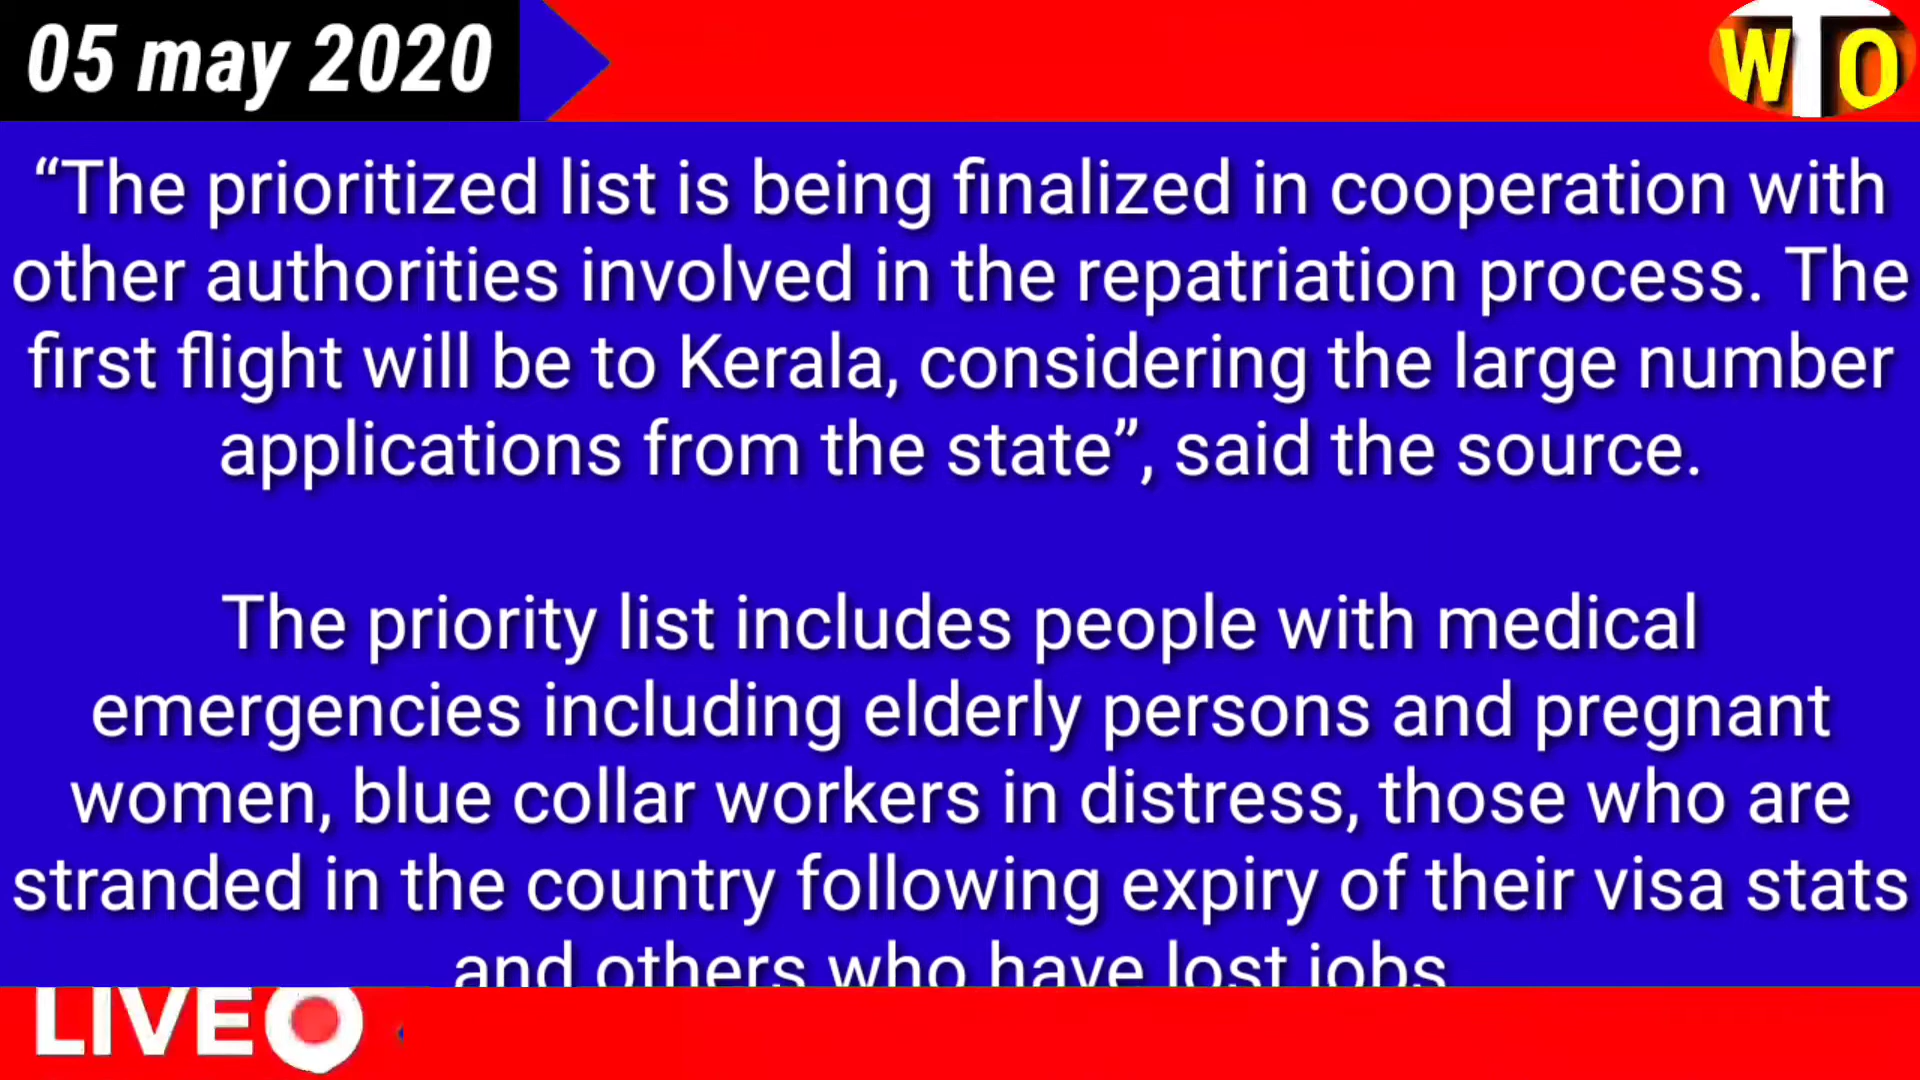 05 may 2020
WTO
“The prioritized list is being finalized in cooperation with
other authorities involved in the repatriation process. The
first flight will be to Kerala, considering the large number
applications from the state”, said the source.
The priority list includes people with medical
emergencies including elderly persons and pregnant
women, blue collar workers in distress, those who are
stranded in the country following expiry of their visa stats
and others who have lost jobs
LIVE